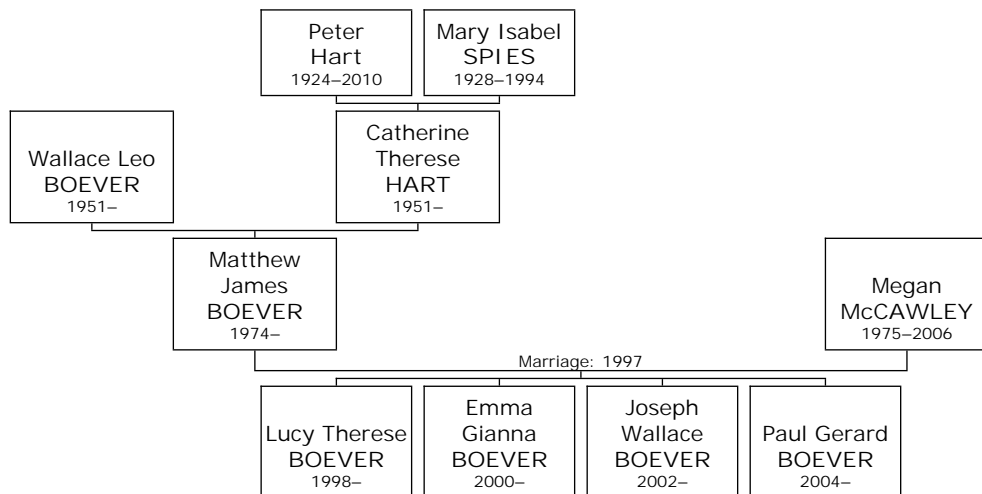 Peter
Hart
1924–2010
Mary Isabel
SPIES
1928–1994
Wallace Leo
BOEVER
1951–
Catherine
Therese
HART
1951–
Matthew
James
BOEVER
1974–
Megan
McCAWLEY
1975–2006
Marriage: 1997
Lucy Therese
BOEVER
1998–
Emma
Gianna
BOEVER
2000–
Joseph
Wallace
BOEVER
2002–
Paul Gerard
BOEVER
2004–